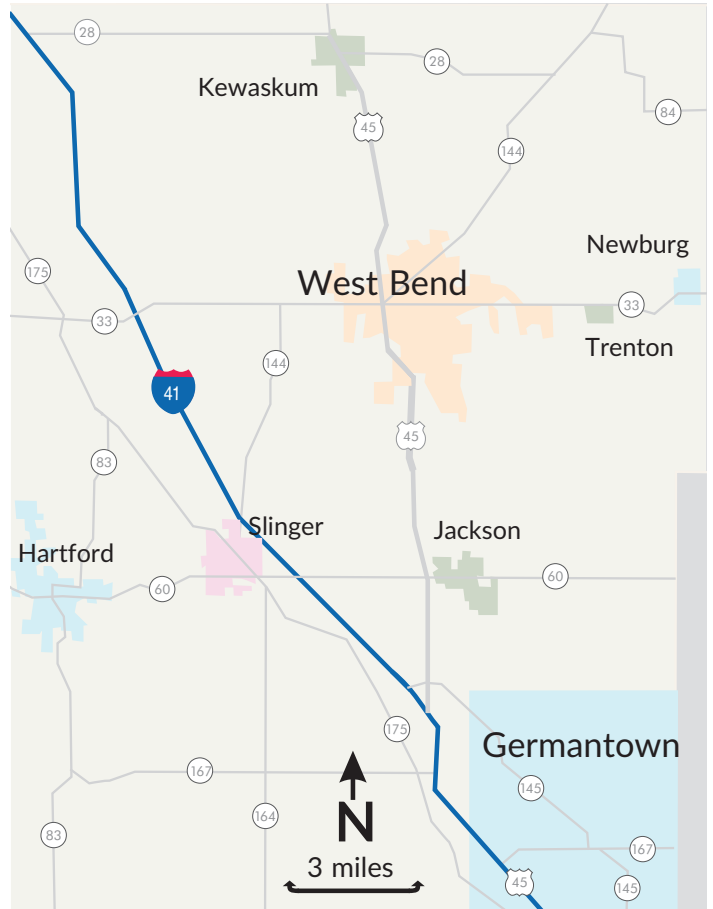 28
28
Kewaskum
84
45
144
Newburg
175
West Bend
33
33
Trenton
144
41
45
83
Slinger
Jackson
Hartford
60
60
175
Germantown
167
145
164
N
83
167
3 miles
45
145